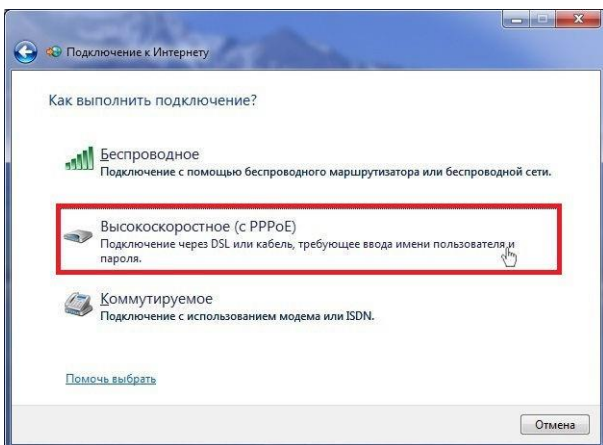 Подключение к Интернету
Как выполнить подключение?
Беспроводное
Подключение с помощью беспроводного маршрутизатора или беспроводной сети.
Высокоскоростное (с PPPoE)
Подключение через DSL или кабель, требующее ввода имени пользователя и
пароля.
Коммутируемое
Подключение с использованием модема или ISDN.
Помочь выбрать
Отмена